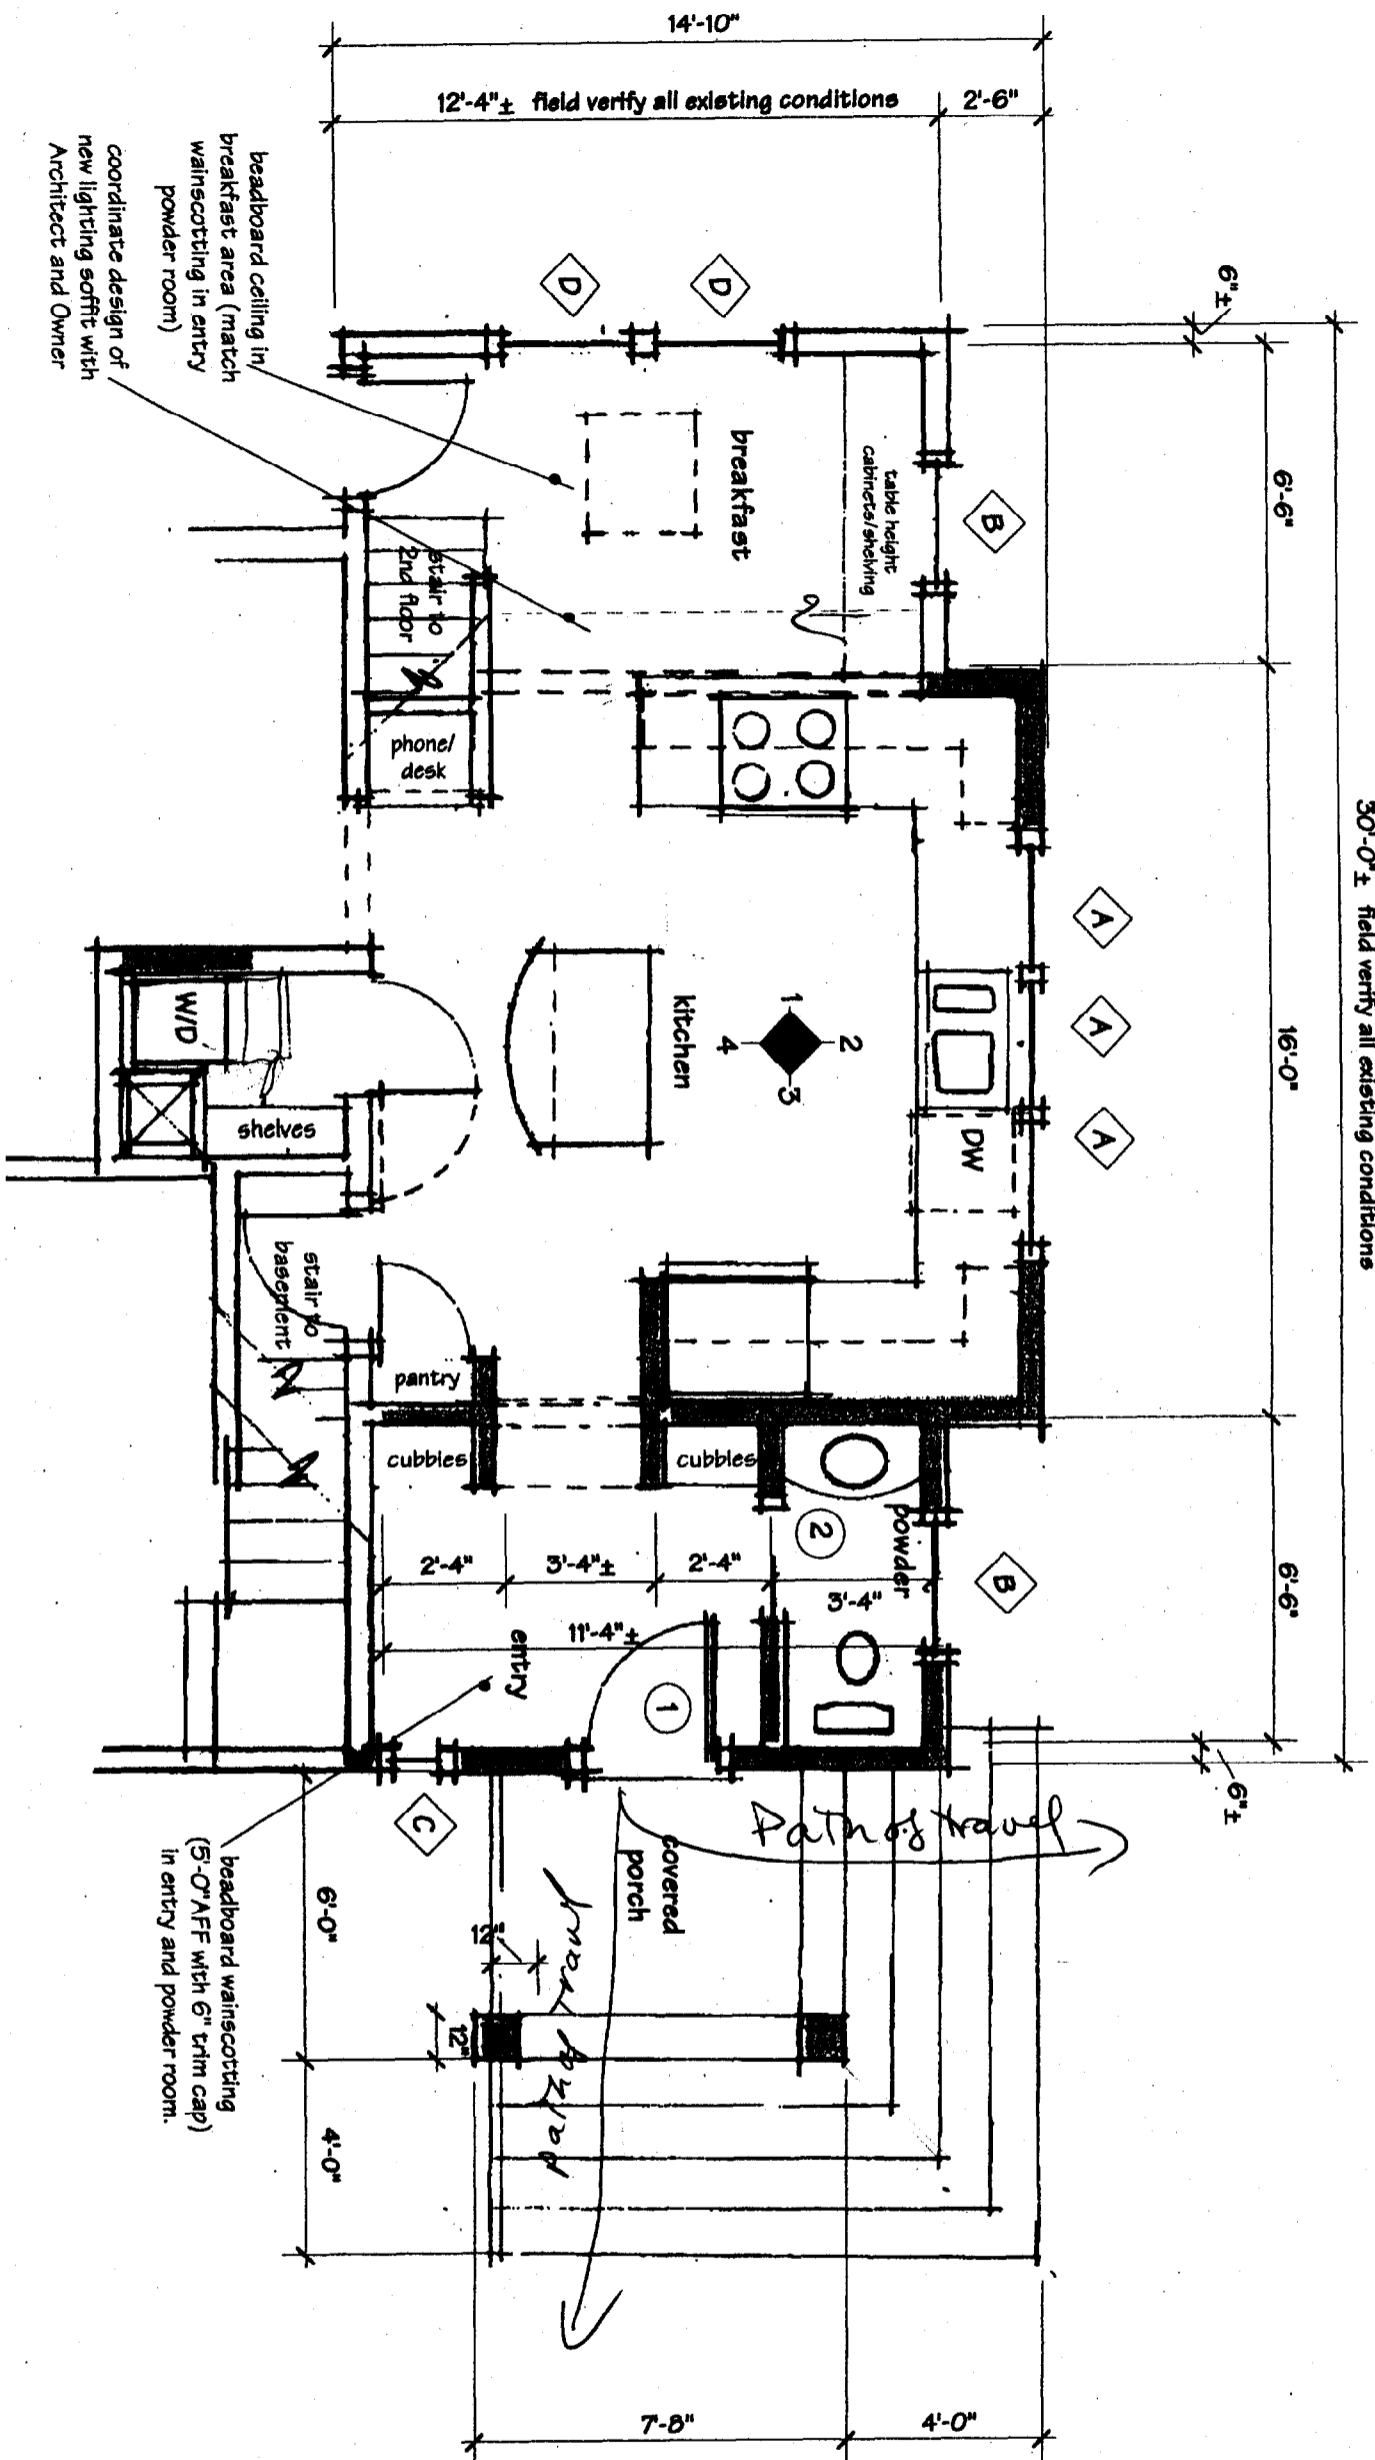 14'-10"
12'-4"± field verify all existing conditions
2'-6"
30'-0"± field verify all existing conditions
6"±
6'-6"
16'-0"
6'-6"
6"±
beadboard ceiling in
breakfast area (match
wainscotting in entry
powder room)
coordinate design of
new lighting soffit with
Architect and Owner
D
D
B
breakfast
table height
cabinets/shelving
stair to
2nd floor
phone/
desk
A
A
A
kitchen
1
2
3
4
DW
W/D
shelves
stair to
basement
pantry
cubbies
cubbies
powder
2
B
2'-4"
3'-4"±
2'-4"
3'-4"
11'-4"±
entry
1
C
covered
porch
Path of travel
12"
12"
6'-0"
4'-0"
beadboard wainscotting
(5'-0"AFF with 6" trim cap)
in entry and powder room.
7'-8"
4'-0"